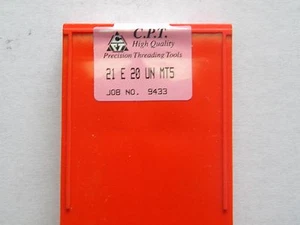 C.P.T.
High Quality
Precision Threading Tools
21 E 20 UN MT5
JOB NO. 9433